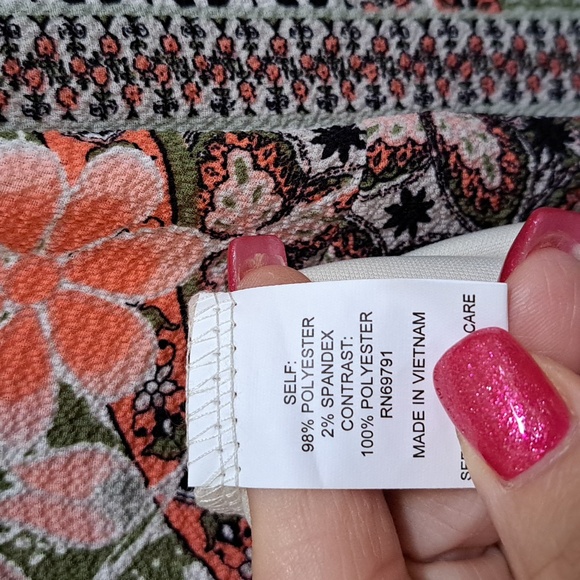 SELF:
98% POLYESTER
2% SPANDEX
CONTRAST:
100% POLYESTER
RN69791
MADE IN VIETNAM
CARE